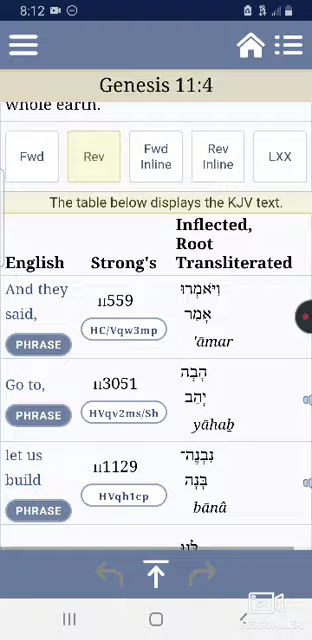 8:12
Genesis 11:4
whole earth.
Fwd
Rev
Fwd Inline
Rev Inline
LXX
The table below displays the KJV text.
English Strong's Inflected, Root Transliterated
And they said,
PHRASE
H559
HC/Vqw3mp
וַיֹּאמְרוּ
אָמַר
'āmar
Go to,
PHRASE
H3051
HVqv2ms/Sh
הָבָה
יָהַב
yāhaḇ
let us build
PHRASE
H1129
HVqh1cp
נִבְנֶה־
בָּנָה
bānâ